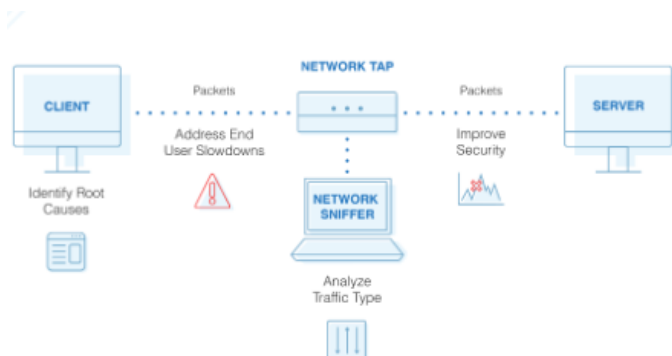 NETWORK TAP
CLIENT
Packets
Packets
SERVER
Address End
User Slowdowns
Improve
Security
Identify Root
Causes
NETWORK
SNIFFER
Analyze
Traffic Type